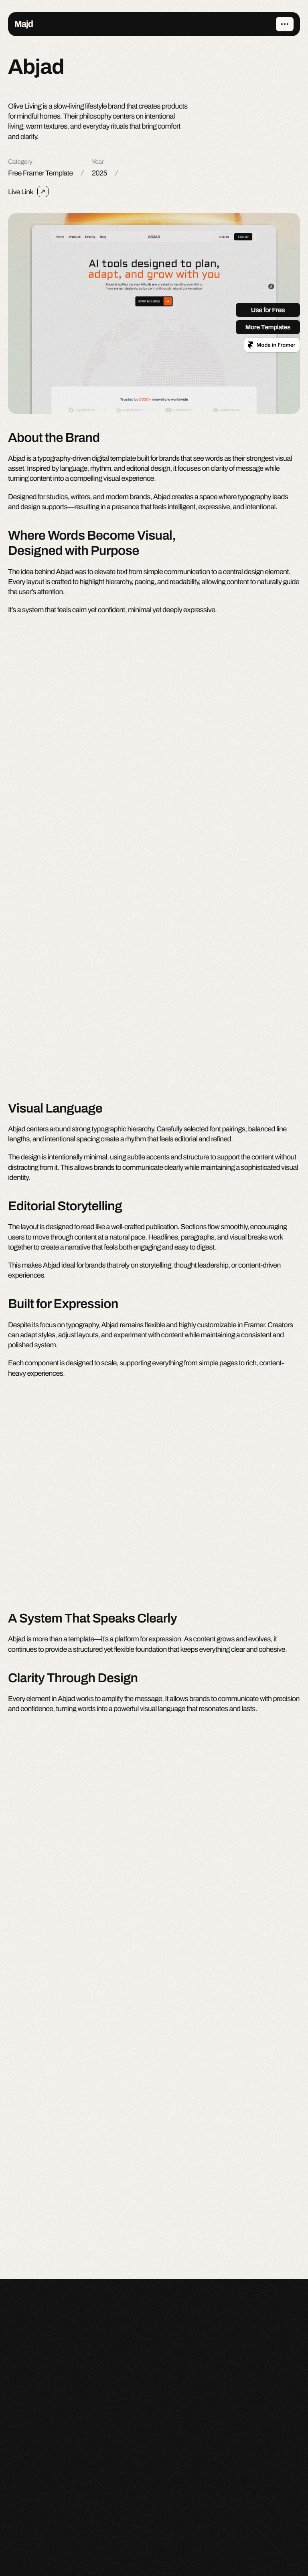 Majd
Abjad
Olive Living is a slow-living lifestyle brand that creates products
for mindful homes. Their philosophy centers on intentional
living, warm textures, and everyday rituals that bring comfort
and clarity.
Category
Year
Free Framer Template / 2025 /
Live Link
Home Product Pricing Blog
AI tools designed to plan,
adapt, and grow with you
Use for Free
More Templates
Made in Framer
Trusted by 5000+ innovators worldwide
About the Brand
Abjad is a typography-driven digital template built for brands that see words as their strongest visual
asset. Inspired by language, rhythm, and editorial design, it focuses on clarity of message while
turning content into a compelling visual experience.
Designed for studios, writers, and modern brands, Abjad creates a space where typography leads
and design supports—resulting in a presence that feels intelligent, expressive, and intentional.
Where Words Become Visual,
Designed with Purpose
The idea behind Abjad was to elevate text from simple communication to a central design element.
Every layout is crafted to highlight hierarchy, pacing, and readability, allowing content to naturally guide
the user's attention.
It's a system that feels calm yet confident, minimal yet deeply expressive.
Visual Language
Abjad centers around strong typographic hierarchy. Carefully selected font pairings, balanced line
lengths, and intentional spacing create a rhythm that feels editorial and refined.
The design is intentionally minimal, using subtle accents and structure to support the content without
distracting from it. This allows brands to communicate clearly while maintaining a sophisticated visual
identity.
Editorial Storytelling
The layout is designed to read like a well-crafted publication. Sections flow smoothly, encouraging
users to move through content at a natural pace. Headlines, paragraphs, and visual breaks work
together to create a narrative that feels both engaging and easy to digest.
This makes Abjad ideal for brands that rely on storytelling, thought leadership, or content-driven
experiences.
Built for Expression
Despite its focus on typography, Abjad remains flexible and highly customizable in Framer. Creators
can adapt styles, adjust layouts, and experiment with content while maintaining a consistent and
polished system.
Each component is designed to scale, supporting everything from simple pages to rich, content-
heavy experiences.
A System That Speaks Clearly
Abjad is more than a template—it's a platform for expression. As content grows and evolves, it
continues to provide a structured yet flexible foundation that keeps everything clear and cohesive.
Clarity Through Design
Every element in Abjad works to amplify the message. It allows brands to communicate with precision
and confidence, turning words into a powerful visual language that resonates and lasts.